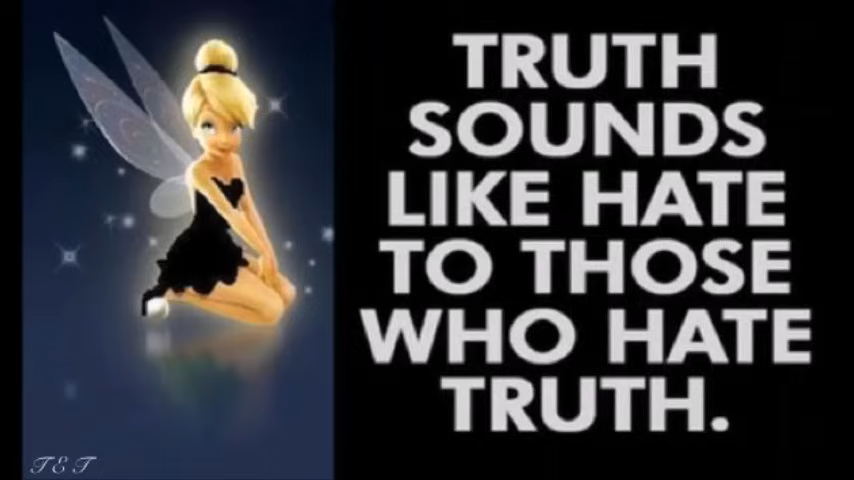 TRUTH
SOUNDS
LIKE HATE
TO THOSE
WHO HATE
TRUTH.
T&T